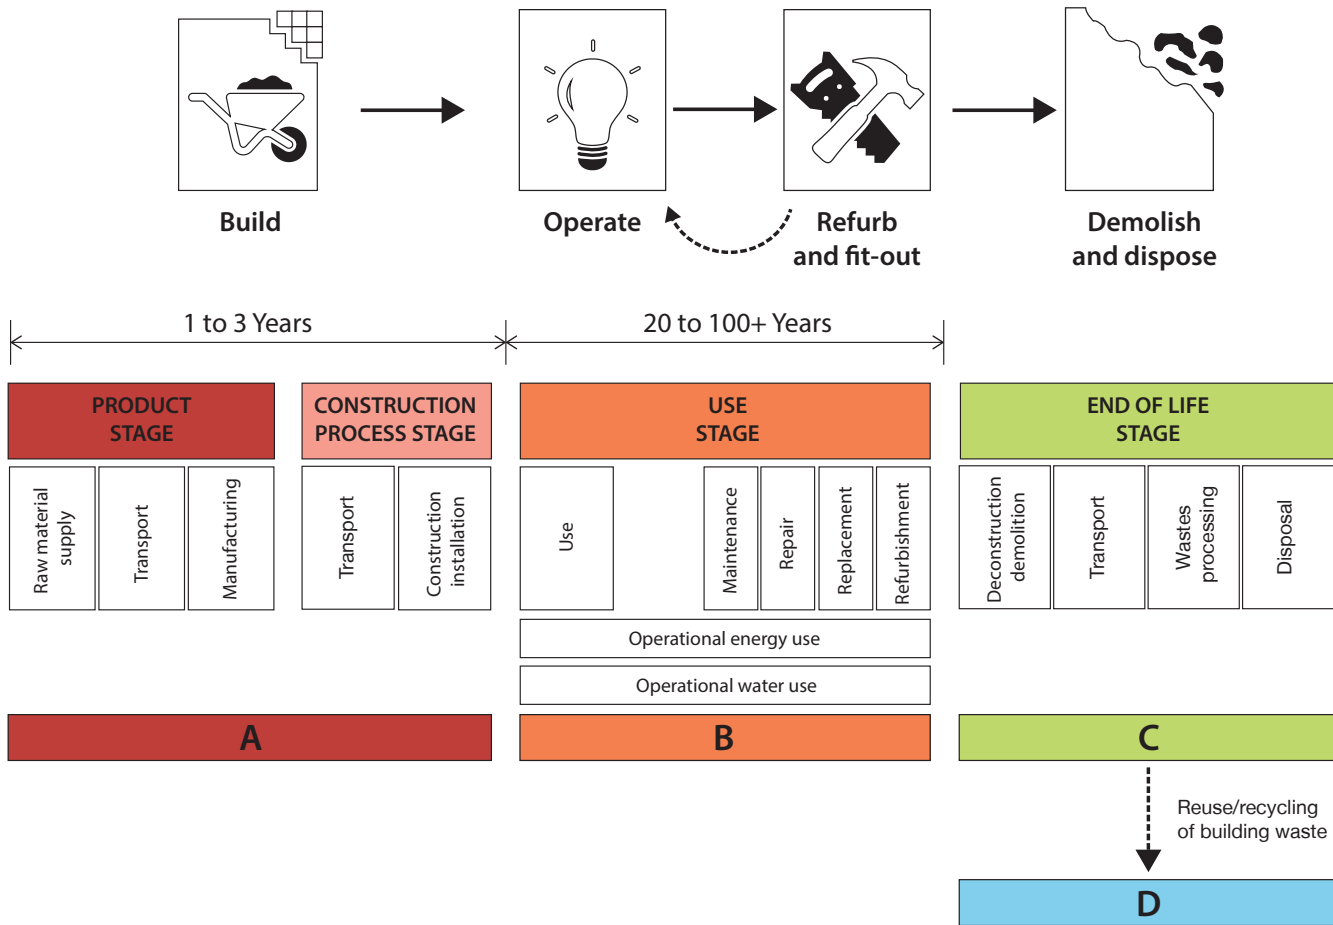 Build
Operate
Refurb
and fit-out
Demolish
and dispose
1 to 3 Years
20 to 100+ Years
PRODUCT
STAGE
CONSTRUCTION
PROCESS STAGE
USE
STAGE
END OF LIFE
STAGE
Raw material
supply
Transport
Manufacturing
Transport
Construction
installation
Use
Maintenance
Repair
Replacement
Refurbishment
Deconstruction
demolition
Transport
Wastes
processing
Disposal
Operational energy use
Operational water use
A
B
C
Reuse/recycling
of building waste
D